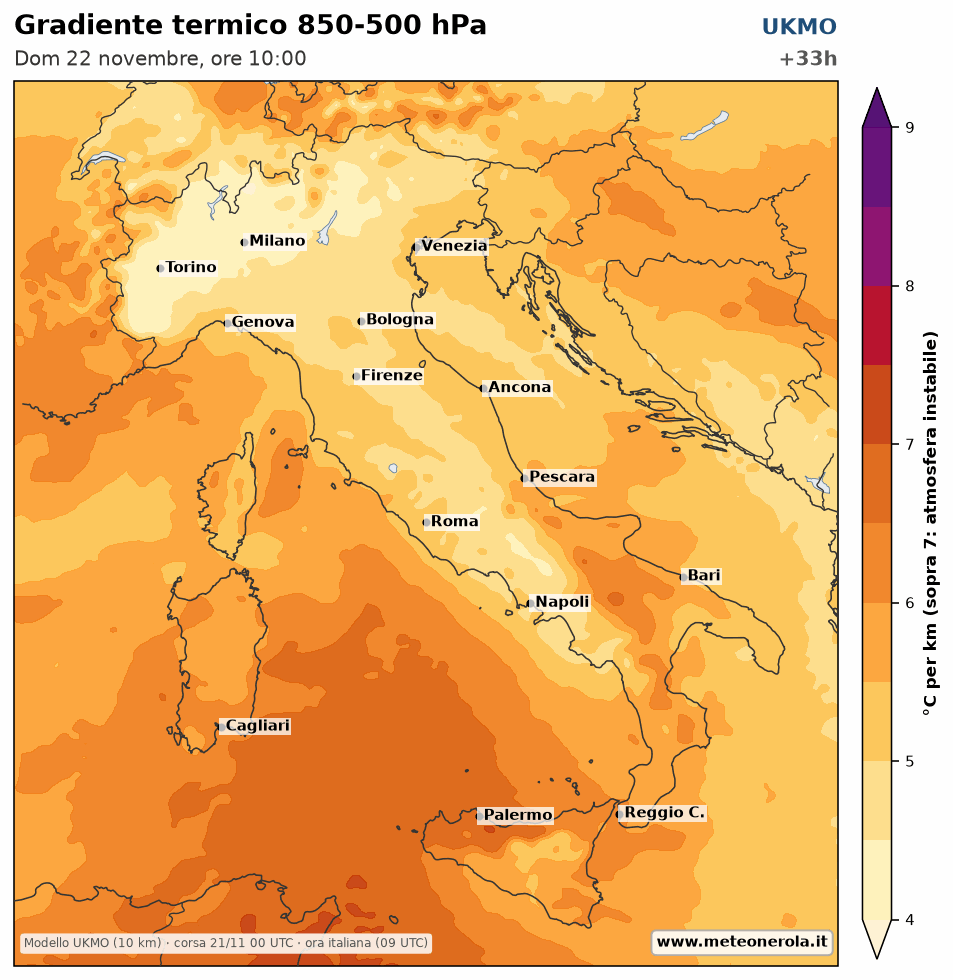 Gradiente termico 850-500 hPa
UKMO
Dom 22 novembre, ore 10:00
+33h
Milano
Venezia
Torino
Genova
Bologna
Firenze
Ancona
Pescara
Roma
Bari
Napoli
Cagliari
Palermo
Reggio C.
9
8
7
6
5
4
°C per km (sopra 7: atmosfera instabile)
Modello UKMO (10 km) · corsa 21/11 00 UTC · ora italiana (09 UTC)
www.meteonerola.it